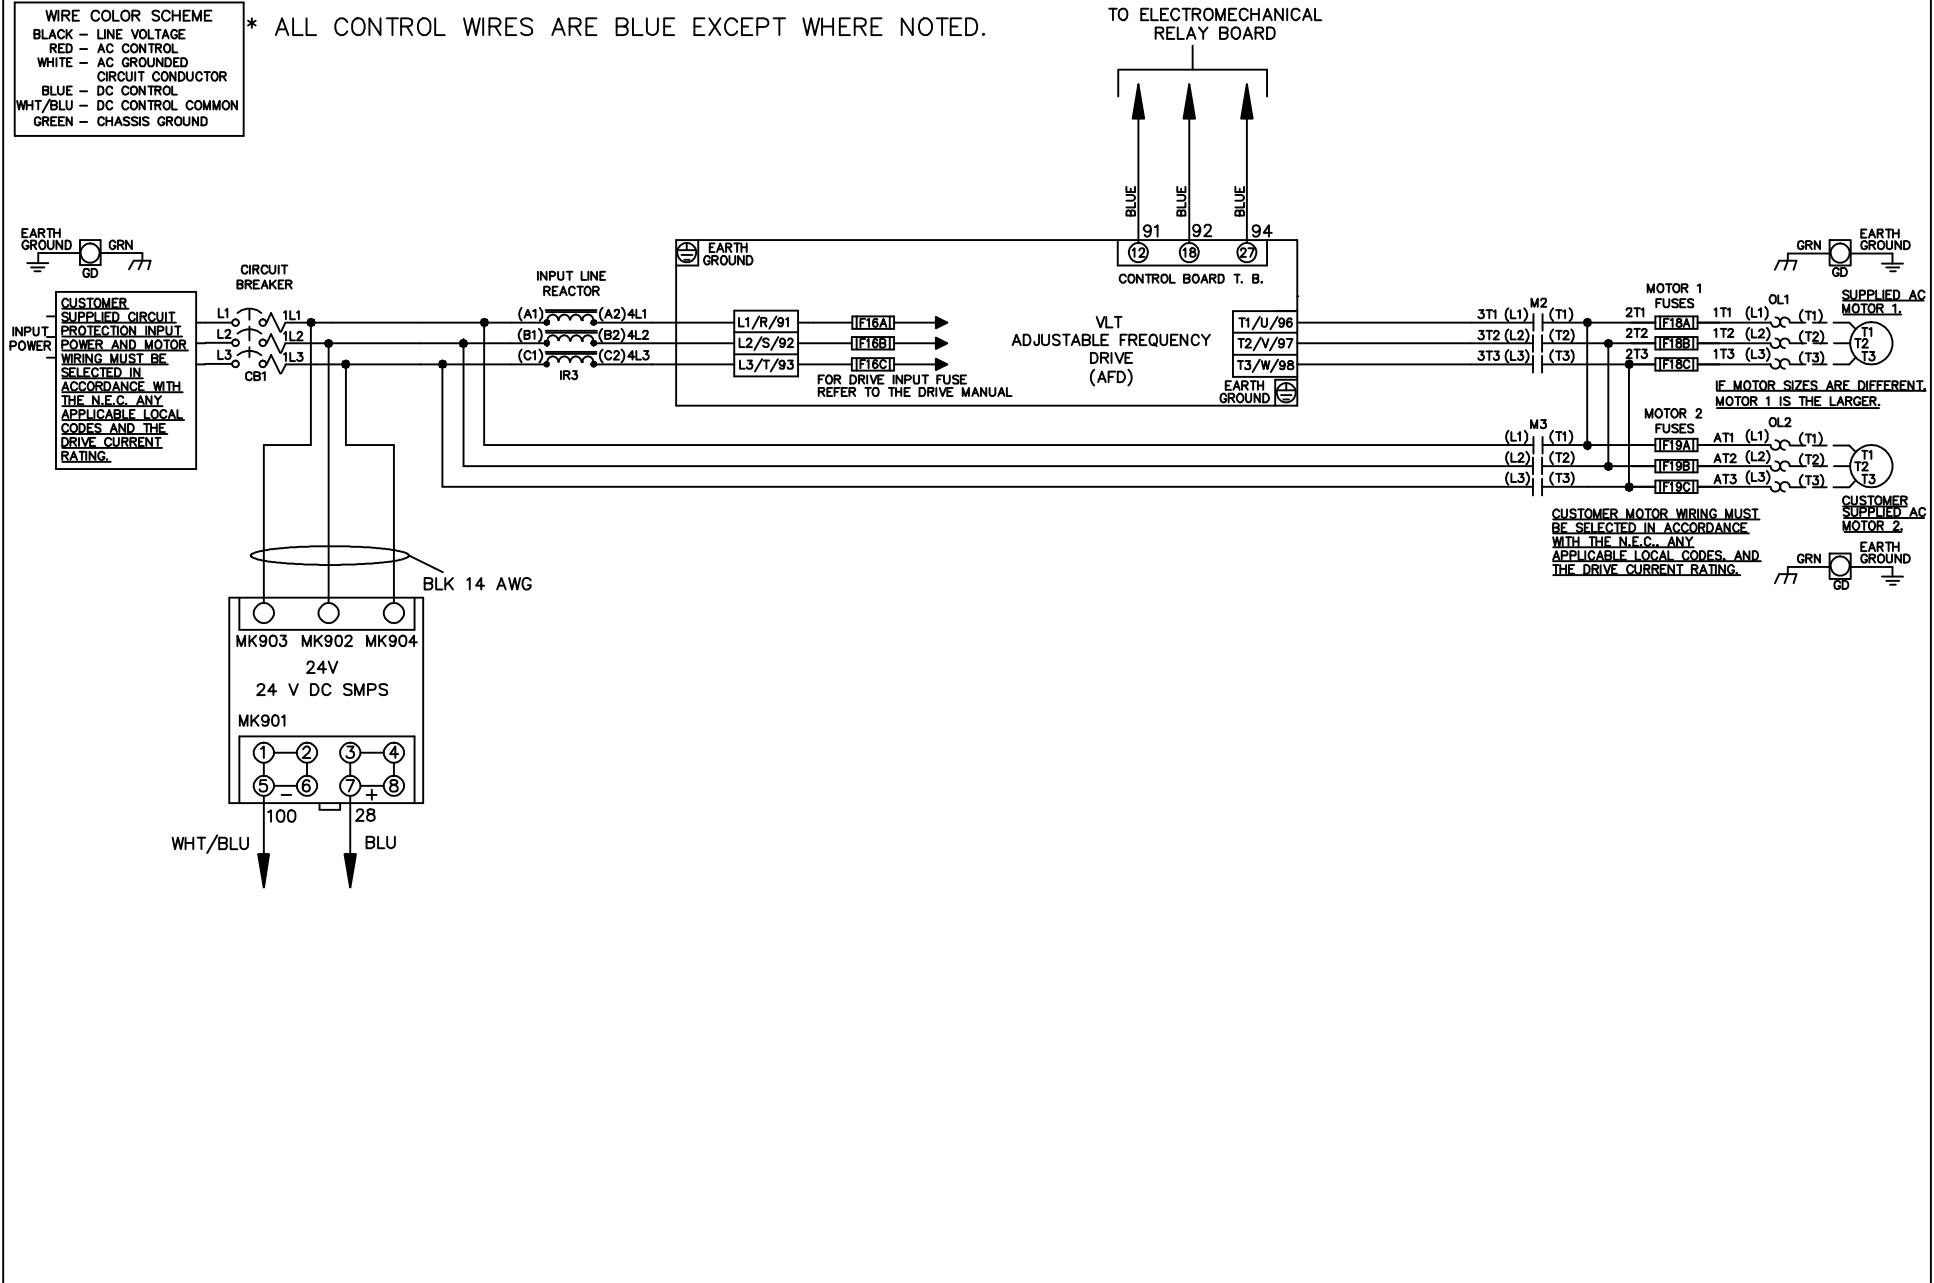 WIRE COLOR SCHEME
BLACK – LINE VOLTAGE
RED – AC CONTROL
WHITE – AC GROUNDED
CIRCUIT CONDUCTOR
BLUE – DC CONTROL
WHT/BLU – DC CONTROL COMMON
GREEN – CHASSIS GROUND
* ALL CONTROL WIRES ARE BLUE EXCEPT WHERE NOTED.
TO ELECTROMECHANICAL
RELAY BOARD
BLUE
BLUE
BLUE
91
92
94
12
18
27
CONTROL BOARD T. B.
EARTH
GROUND
GRN
GD
INPUT
POWER
CUSTOMER
SUPPLIED CIRCUIT
PROTECTION INPUT
POWER AND MOTOR
WIRING MUST BE
SELECTED IN
ACCORDANCE WITH
THE N.E.C. ANY
APPLICABLE LOCAL
CODES AND THE
DRIVE CURRENT
RATING.
CIRCUIT
BREAKER
L1 1L1
L2 1L2
L3 1L3
CB1
INPUT LINE
REACTOR
(A1) (A2)4L1
(B1) (B2)4L2
(C1) (C2)4L3
IR3
EARTH
GROUND
L1/R/91
L2/S/92
L3/T/93
F16A
F16B
F16C
FOR DRIVE INPUT FUSE
REFER TO THE DRIVE MANUAL
VLT
ADJUSTABLE FREQUENCY
DRIVE
(AFD)
T1/U/96
T2/V/97
T3/W/98
EARTH
GROUND
M2
3T1 (L1) (T1)
3T2 (L2) (T2)
3T3 (L3) (T3)
MOTOR 1
FUSES
2T1 F18A 1T1 (L1) (T1)
2T2 F18B 1T2 (L2) (T2)
2T3 F18C 1T3 (L3) (T3)
OL1
GRN
EARTH
GROUND
GD
SUPPLIED AC
MOTOR 1.
T1
T2
T3
IF MOTOR SIZES ARE DIFFERENT,
MOTOR 1 IS THE LARGER.
M3
(L1) (T1)
(L2) (T2)
(L3) (T3)
MOTOR 2
FUSES
F19A AT1 (L1) (T1)
F19B AT2 (L2) (T2)
F19C AT3 (L3) (T3)
OL2
T1
T2
T3
CUSTOMER
SUPPLIED AC
MOTOR 2.
CUSTOMER MOTOR WIRING MUST
BE SELECTED IN ACCORDANCE
WITH THE N.E.C., ANY
APPLICABLE LOCAL CODES, AND
THE DRIVE CURRENT RATING.
GRN
EARTH
GROUND
GD
BLK 14 AWG
MK903 MK902 MK904
24V
24 V DC SMPS
MK901
1 2 3 4
5 – 6 7 + 8
100 28
WHT/BLU BLU